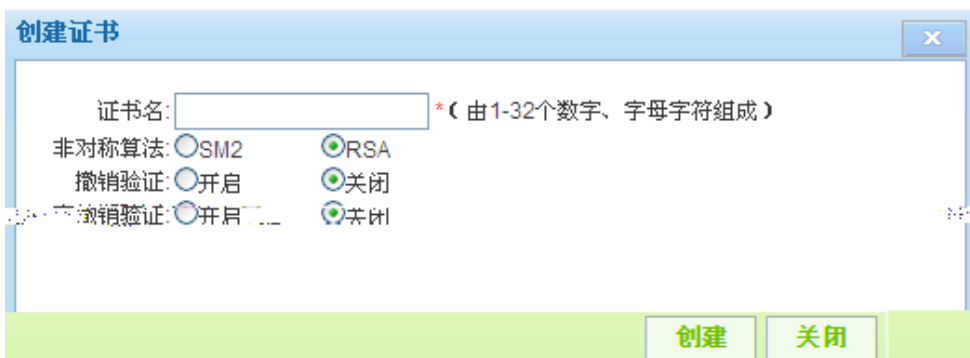 创建证书
证书名: *( 由1-32个数字、字母字符组成 )
非对称算法: SM2 RSA
撤销验证: 开启 关闭
撤销验证: 开启 关闭
创建 关闭